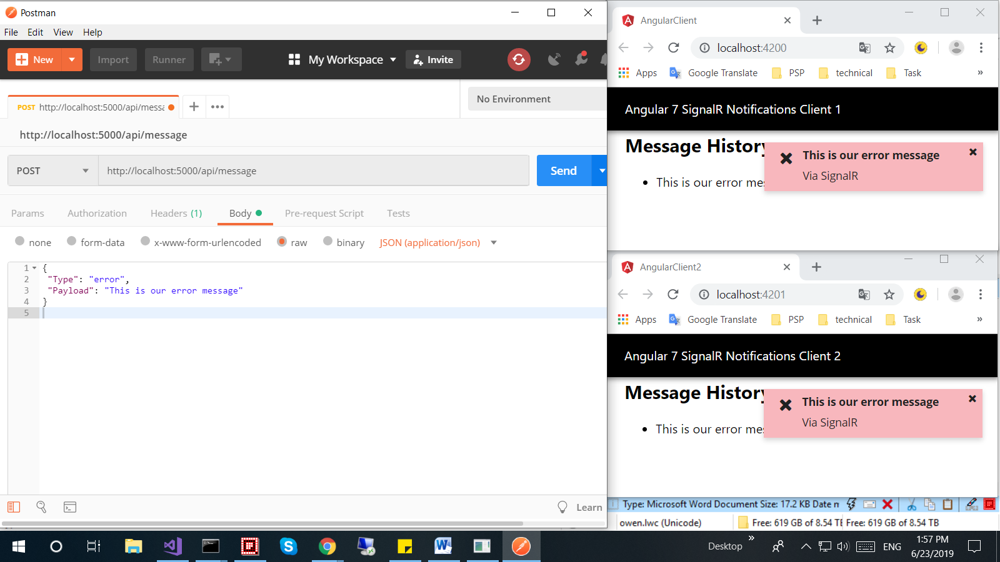 Postman
File Edit View Help
New Import Runner My Workspace Invite
POST http://localhost:5000/api/messa
No Environment
http://localhost:5000/api/message
POST http://localhost:5000/api/message Send
Params Authorization Headers (1) Body Pre-request Script Tests
none form-data x-www-form-urlencoded raw binary JSON (application/json)
1 {
2 "Type": "error",
3 "Payload": "This is our error message"
4 }
5
Learn
AngularClient
localhost:4200
Apps Google Translate PSP technical Task »
Angular 7 SignalR Notifications Client 1
Message History
This is our error message
Via SignalR
• This is our error mes
AngularClient2
localhost:4201
Apps Google Translate PSP technical Task »
Angular 7 SignalR Notifications Client 2
Message History
This is our error message
Via SignalR
• This is our error mes
Type: Microsoft Word Document Size: 17.2 KB Date n
owen.lwc (Unicode) Free: 619 GB of 8.54 TB Free: 619 GB of 8.54 TB
Desktop » ENG 1:57 PM
6/23/2019